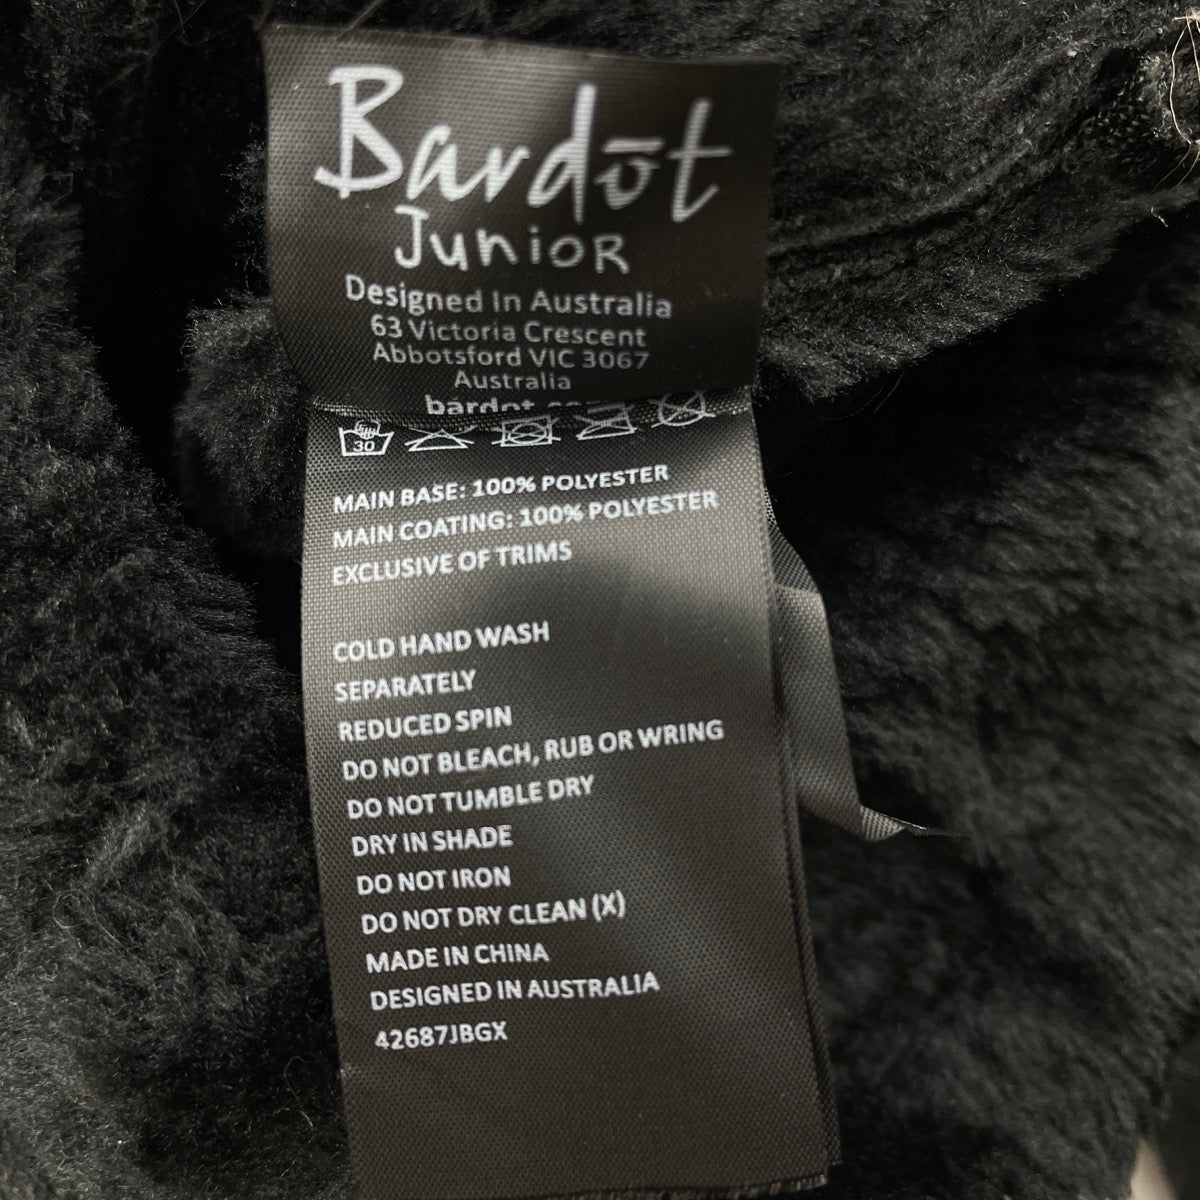 Bardōt
Junior
Designed In Australia
63 Victoria Crescent
Abbotsford VIC 3067
Australia
30
MAIN BASE: 100% POLYESTER
MAIN COATING: 100% POLYESTER
EXCLUSIVE OF TRIMS
COLD HAND WASH
SEPARATELY
REDUCED SPIN
DO NOT BLEACH, RUB OR WRING
DO NOT TUMBLE DRY
DRY IN SHADE
DO NOT IRON
DO NOT DRY CLEAN (X)
MADE IN CHINA
DESIGNED IN AUSTRALIA
42687JBGX